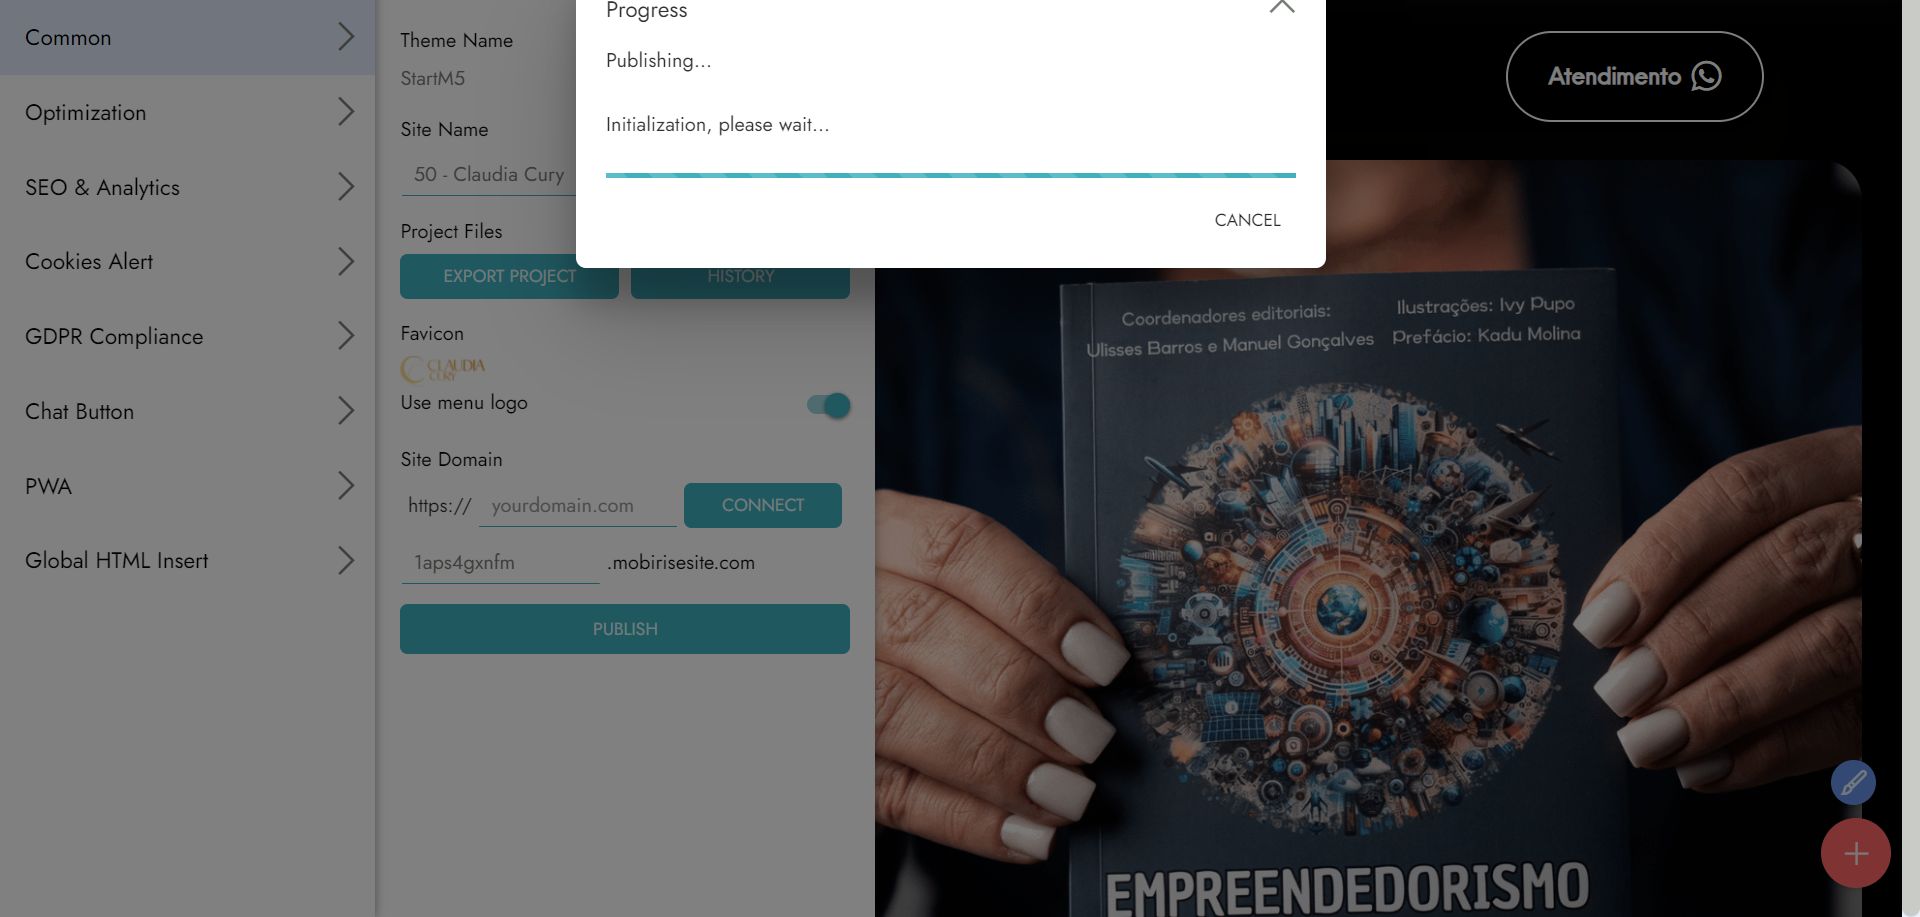 Common
Optimization
SEO & Analytics
Cookies Alert
GDPR Compliance
Chat Button
PWA
Global HTML Insert
Theme Name
StartM5
Site Name
50 - Claudia Cury
Project Files
EXPORT PROJECT
HISTORY
Favicon
CLAUDIA
CURY
Use menu logo
Site Domain
https:// yourdomain.com CONNECT
1aps4gxnfm .mobirisesite.com
PUBLISH
Progress
Publishing...
Initialization, please wait...
CANCEL
Atendimento
Coordenadores editoriais:
Ulisses Barros e Manuel Gonçalves
Ilustrações: Ivy Pupo
Prefácio: Kadu Molina
EMPREENDEDORISMO